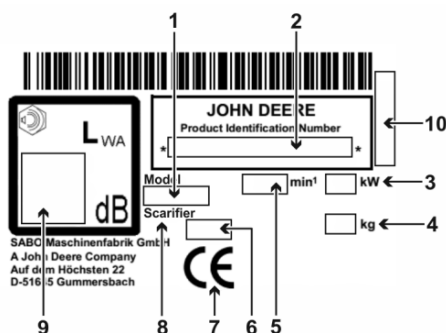 1 2
JOHN DEERE
Product Identification Number
* *
10
L WA
dB
Model
min¹ kW 3
Scarifier
kg 4
SABO Maschinenfabrik GmbH
A John Deere Company
Auf dem Höchsten 22
D-51645 Gummersbach
CE
9 8 7 6 5